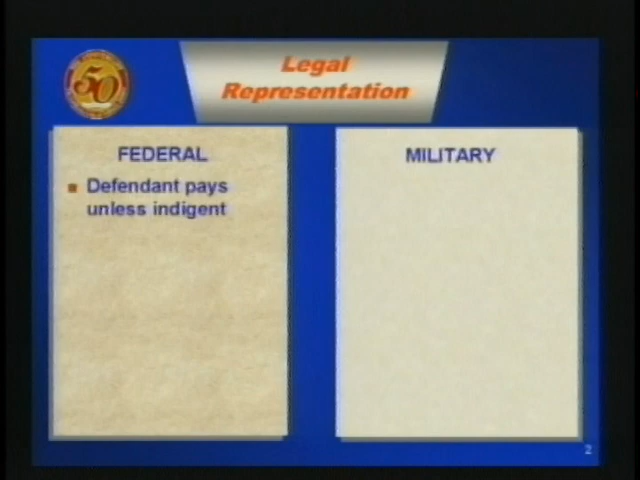 Legal
Representation
50
FEDERAL
Defendant pays
unless indigent
MILITARY
2